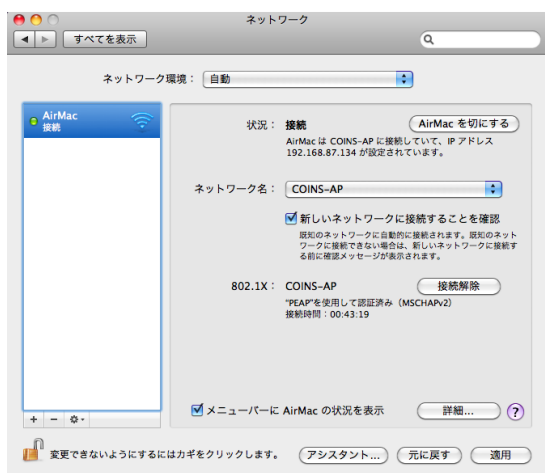 ネットワーク
すべてを表示
ネットワーク環境： 自動
AirMac
接続
状況： 接続 AirMac を切にする
AirMac は COINS-AP に接続していて、IP アドレス
192.168.87.134 が設定されています。
ネットワーク名： COINS-AP
新しいネットワークに接続することを確認
既知のネットワークに自動的に接続されます。既知のネット
ワークに接続できない場合は、新しいネットワークに接続す
る前に確認メッセージが表示されます。
802.1X： COINS-AP 接続解除
"PEAP"を使用して認証済み（MSCHAPv2）
接続時間：00:43:19
メニューバーに AirMac の状況を表示 詳細... ?
+ −
変更できないようにするにはカギをクリックします。 アシスタント... 元に戻す 適用